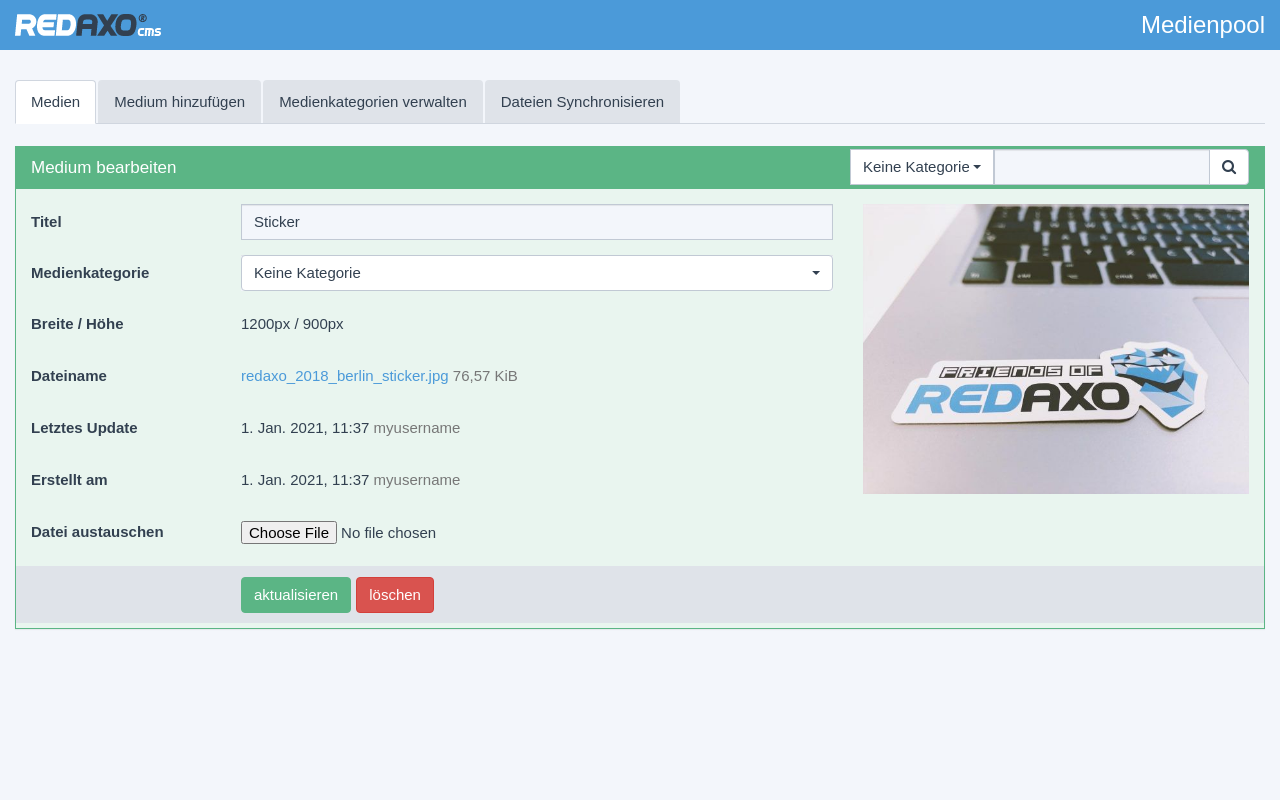 REDAXO® cms
Medienpool
Medien
Medium hinzufügen
Medienkategorien verwalten
Dateien Synchronisieren
Medium bearbeiten
Keine Kategorie
Titel
Sticker
Medienkategorie
Keine Kategorie
Breite / Höhe
1200px / 900px
Dateiname
redaxo_2018_berlin_sticker.jpg 76,57 KiB
Letztes Update
1. Jan. 2021, 11:37 myusername
Erstellt am
1. Jan. 2021, 11:37 myusername
Datei austauschen
Choose File No file chosen
aktualisieren
löschen
FRIENDS OF
REDAXO